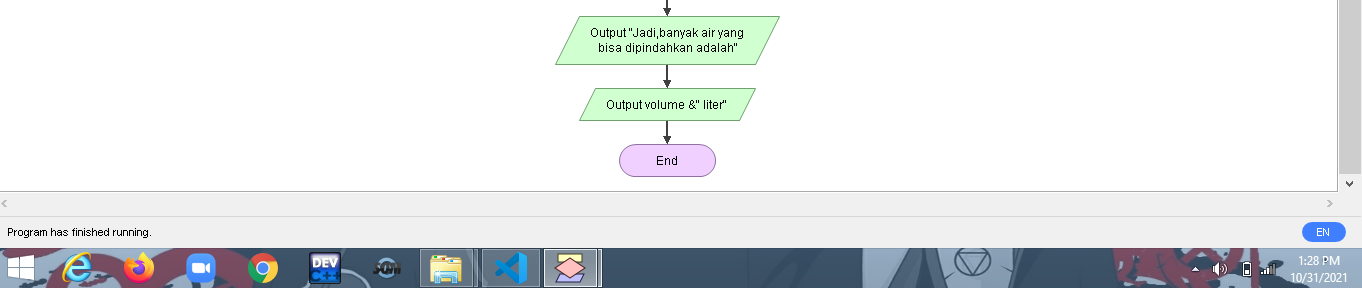 Output "Jadi,banyak air yang
bisa dipindahkan adalah"
Output volume &" liter"
End
Program has finished running.
EN
DEV
C++
1:28 PM
10/31/2021